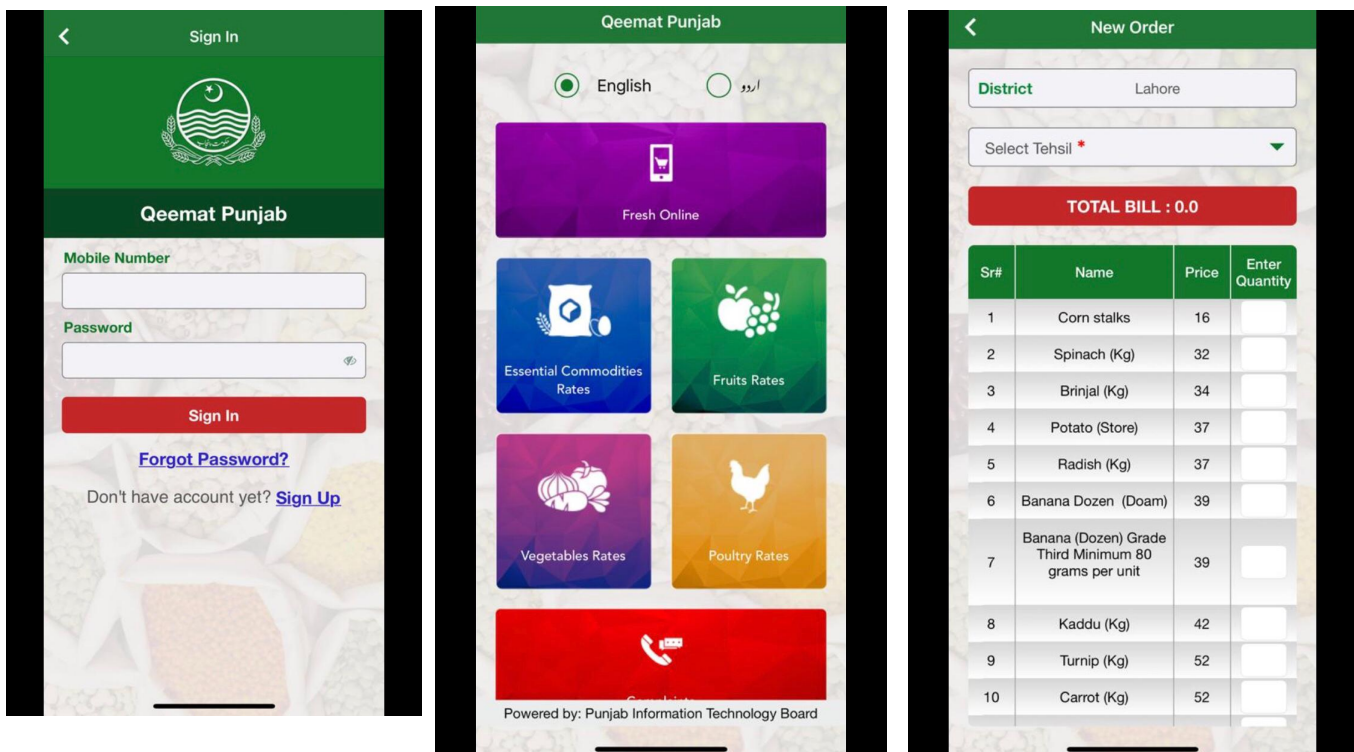 Sign In
Qeemat Punjab
Mobile Number
Password
Sign In
Forgot Password?
Don't have account yet? Sign Up
Qeemat Punjab
English
اردو
Fresh Online
Essential Commodities
Rates
Fruits Rates
Vegetables Rates
Poultry Rates
Powered by: Punjab Information Technology Board
New Order
District Lahore
Select Tehsil *
TOTAL BILL : 0.0
Sr# Name Price Enter Quantity
1 Corn stalks 16
2 Spinach (Kg) 32
3 Brinjal (Kg) 34
4 Potato (Store) 37
5 Radish (Kg) 37
6 Banana Dozen (Doam) 39
7 Banana (Dozen) Grade
Third Minimum 80
grams per unit 39
8 Kaddu (Kg) 42
9 Turnip (Kg) 52
10 Carrot (Kg) 52